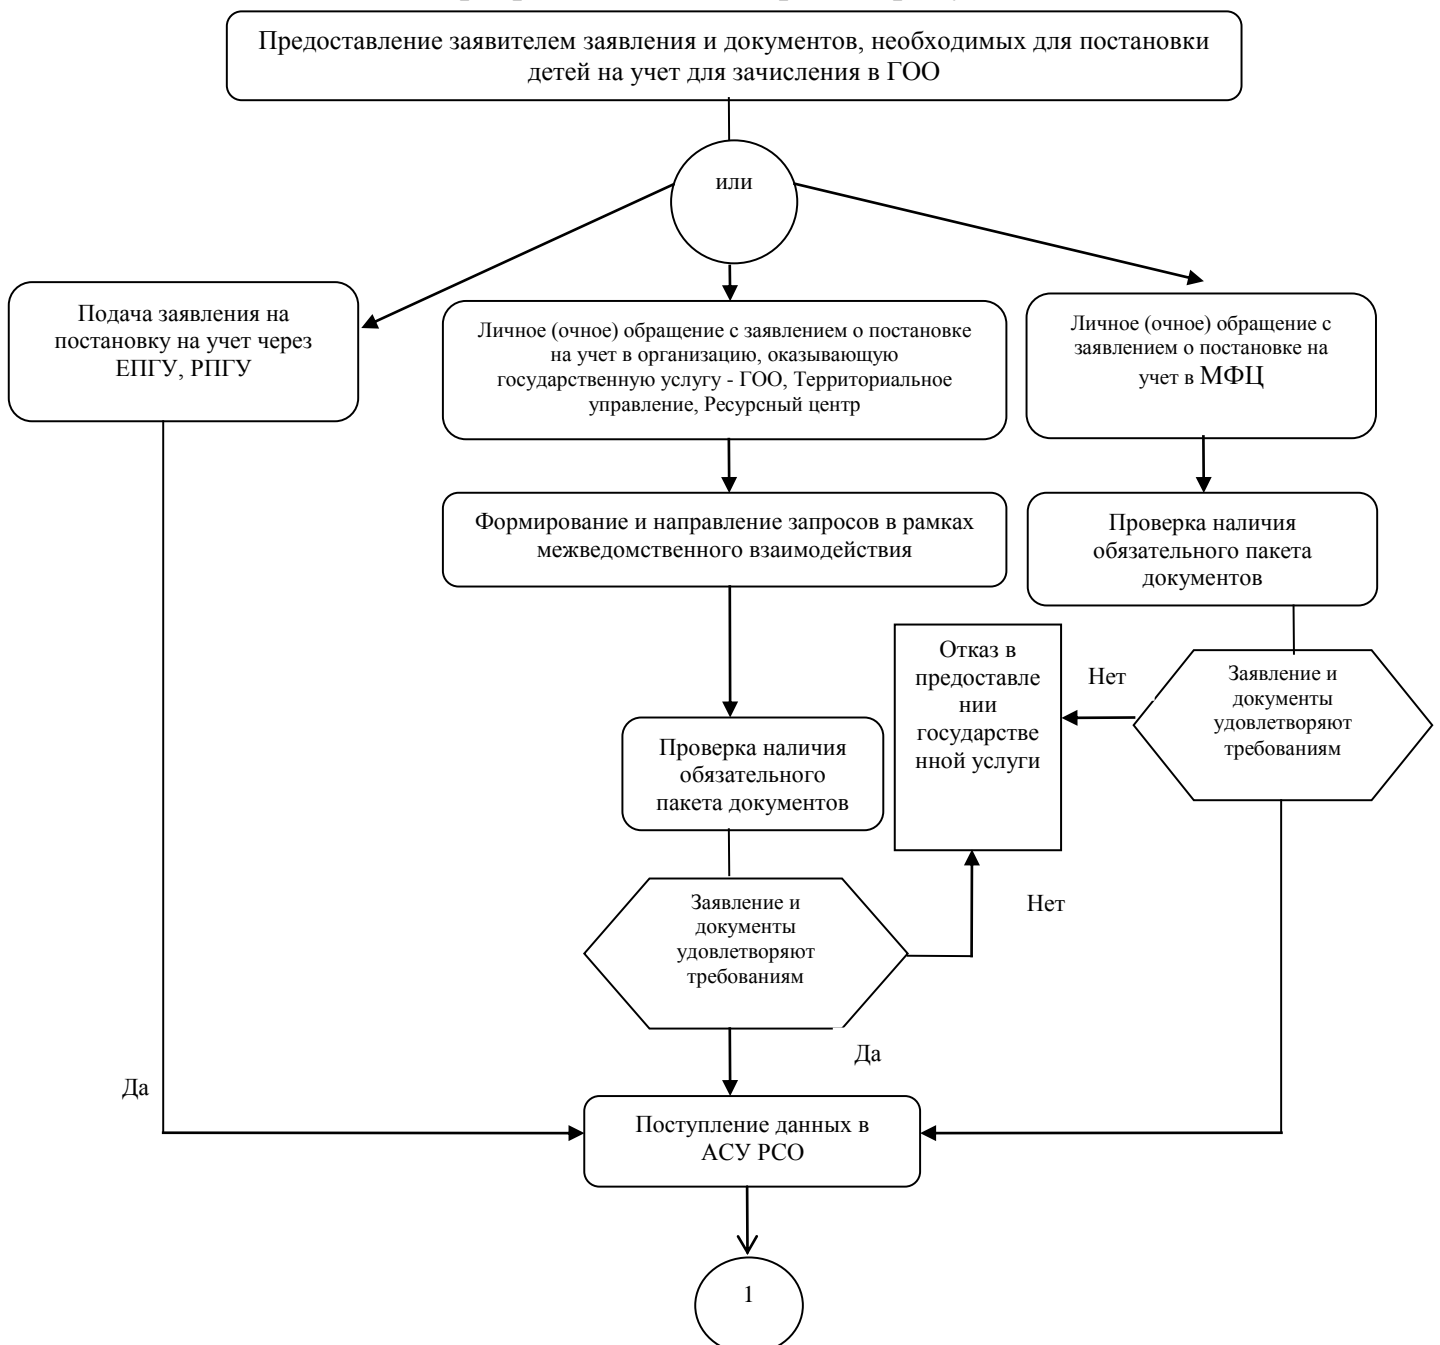 Предоставление заявителем заявления и документов, необходимых для постановки
детей на учет для зачисления в ГОО
или
Подача заявления на
постановку на учет через
ЕПГУ, РПГУ
Личное (очное) обращение с заявлением о постановке
на учет в организацию, оказывающую
государственную услугу - ГОО, Территориальное
управление, Ресурсный центр
Личное (очное) обращение с
заявлением о постановке на
учет в МФЦ
Формирование и направление запросов в рамках
межведомственного взаимодействия
Проверка наличия
обязательного пакета
документов
Отказ в
предоставле
нии
государстве
нной услуги
Нет
Заявление и
документы
удовлетворяют
требованиям
Проверка наличия
обязательного
пакета документов
Заявление и
документы
удовлетворяют
требованиям
Нет
Да
Да
Поступление данных в
АСУ РСО
1